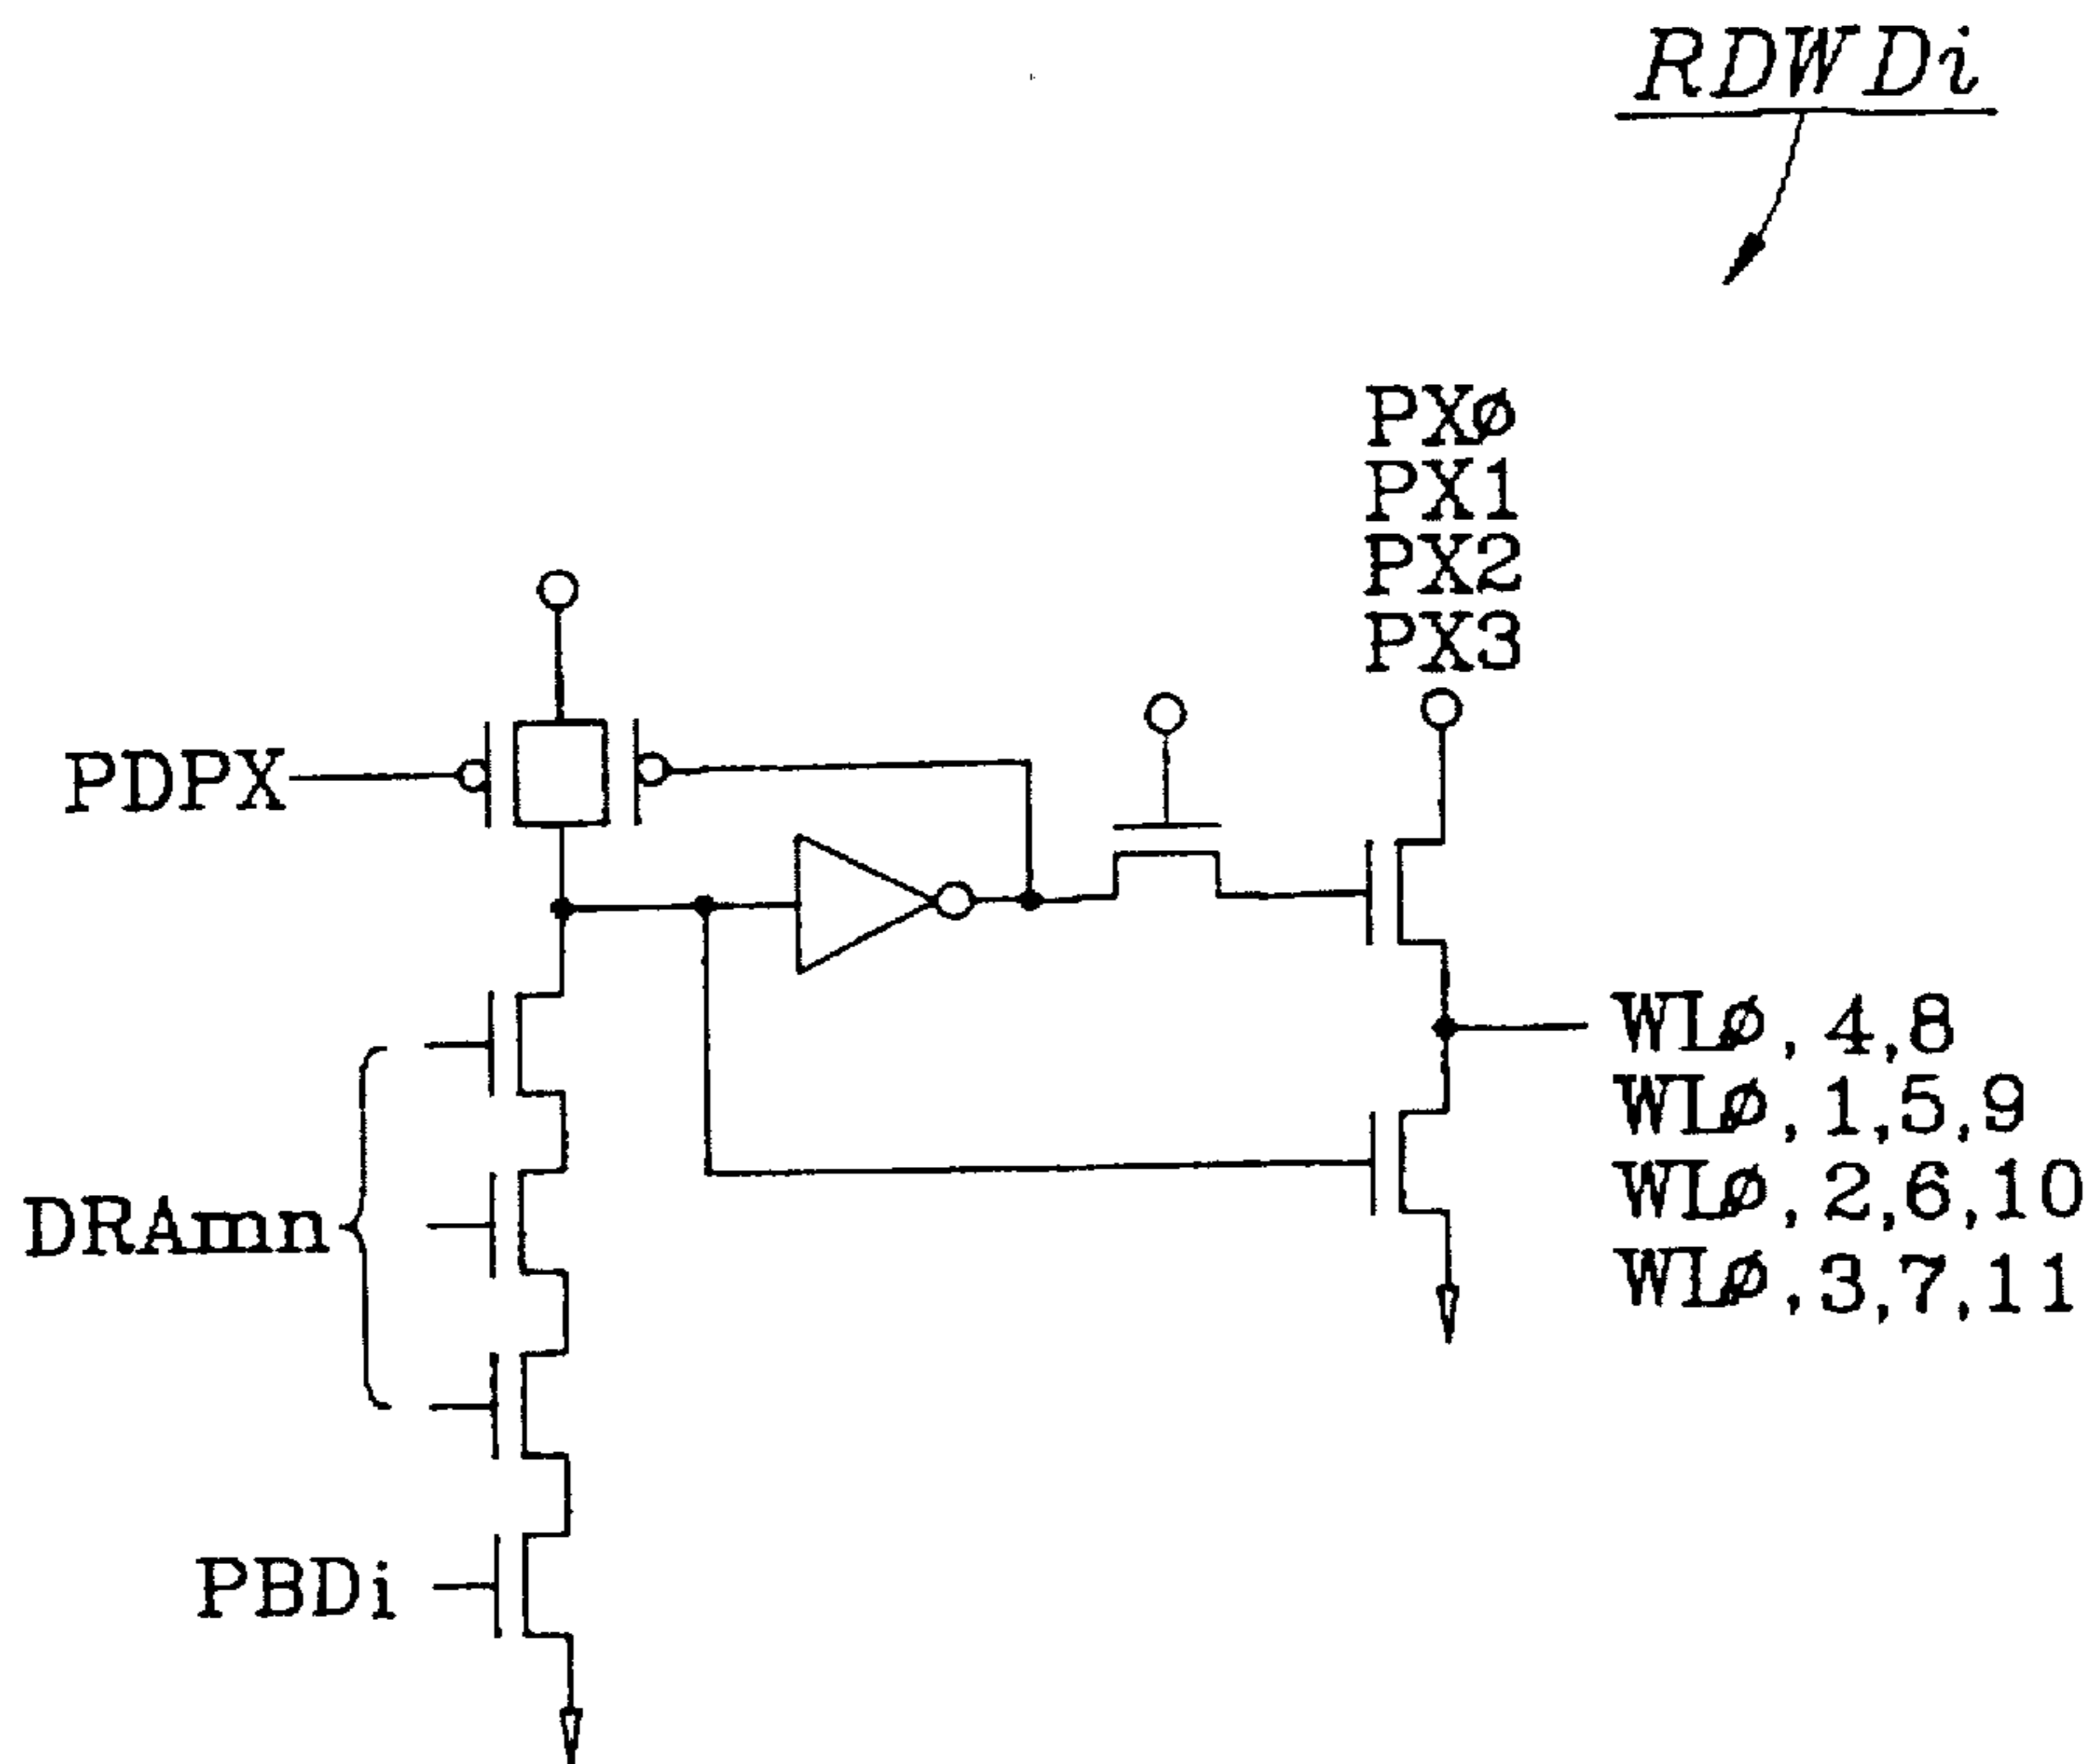 RDWDi
PXø
PX1
PX2
PX3
PDPX
WLø, 4,8
WLø, 1,5,9
WLø, 2,6,10
WLø, 3,7,11
DRAmn
PBDi